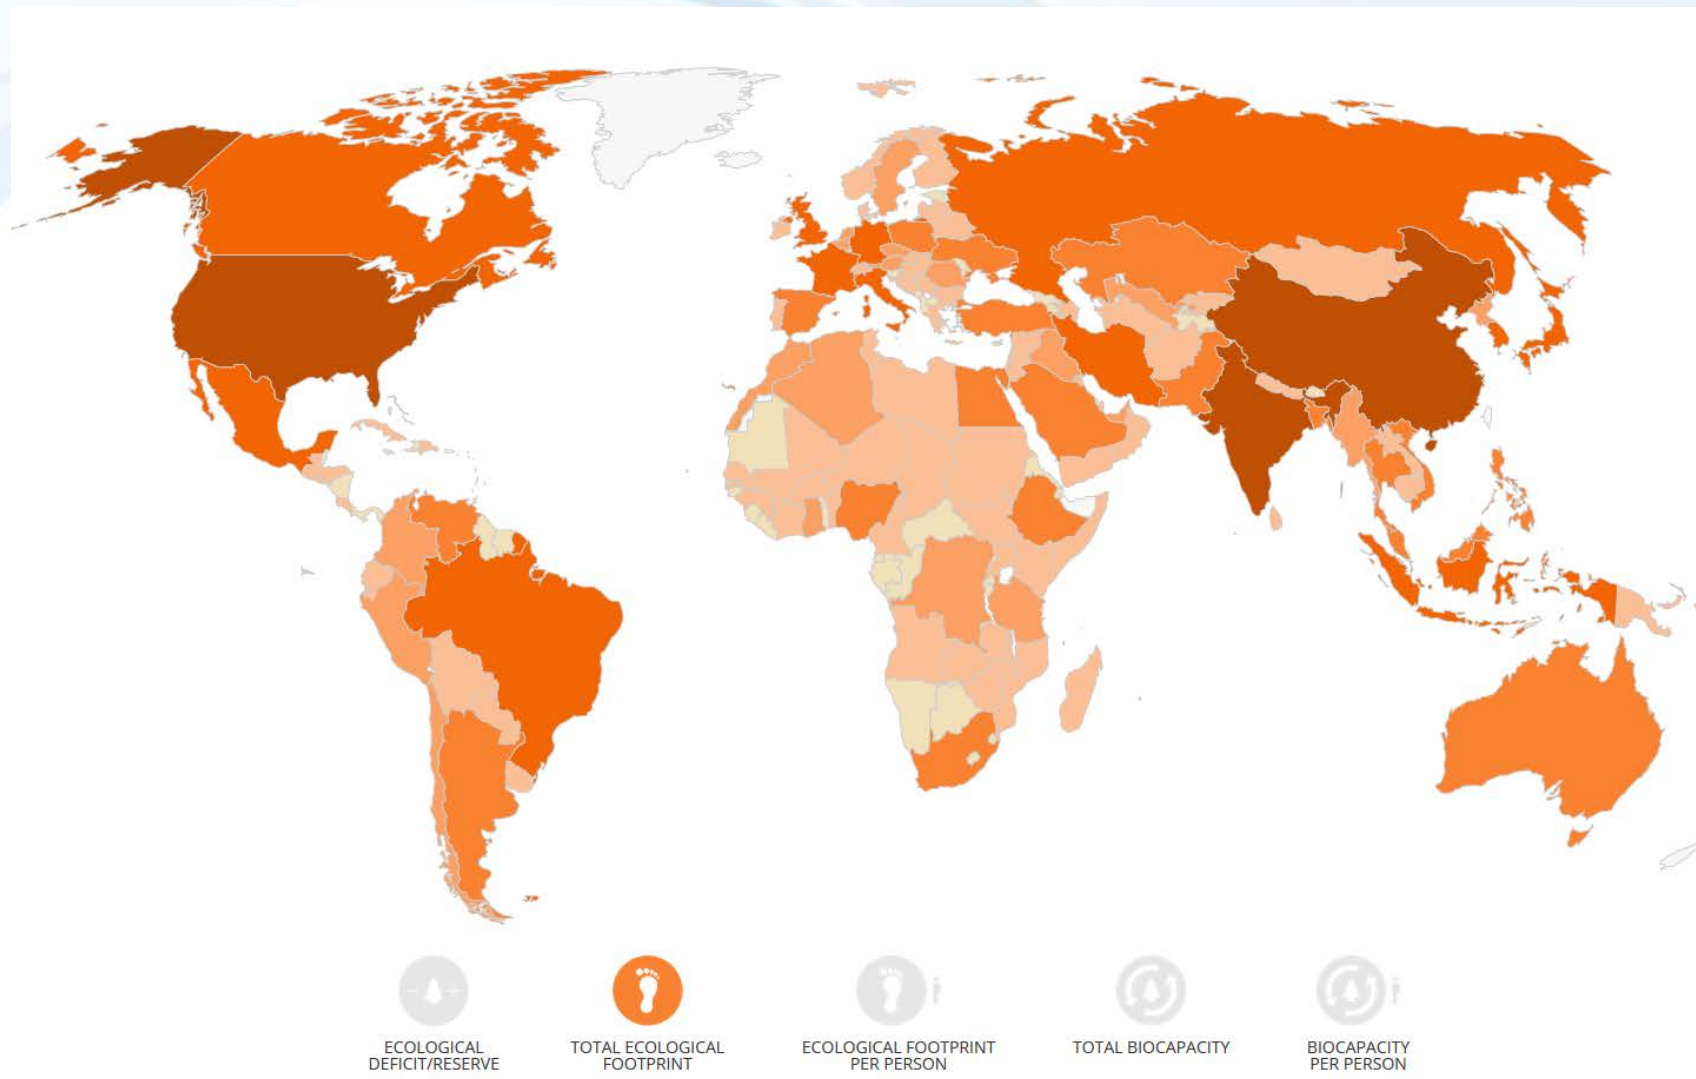 ECOLOGICAL
DEFICIT/RESERVE
TOTAL ECOLOGICAL
FOOTPRINT
ECOLOGICAL FOOTPRINT
PER PERSON
TOTAL BIOCAPACITY
BIOCAPACITY
PER PERSON